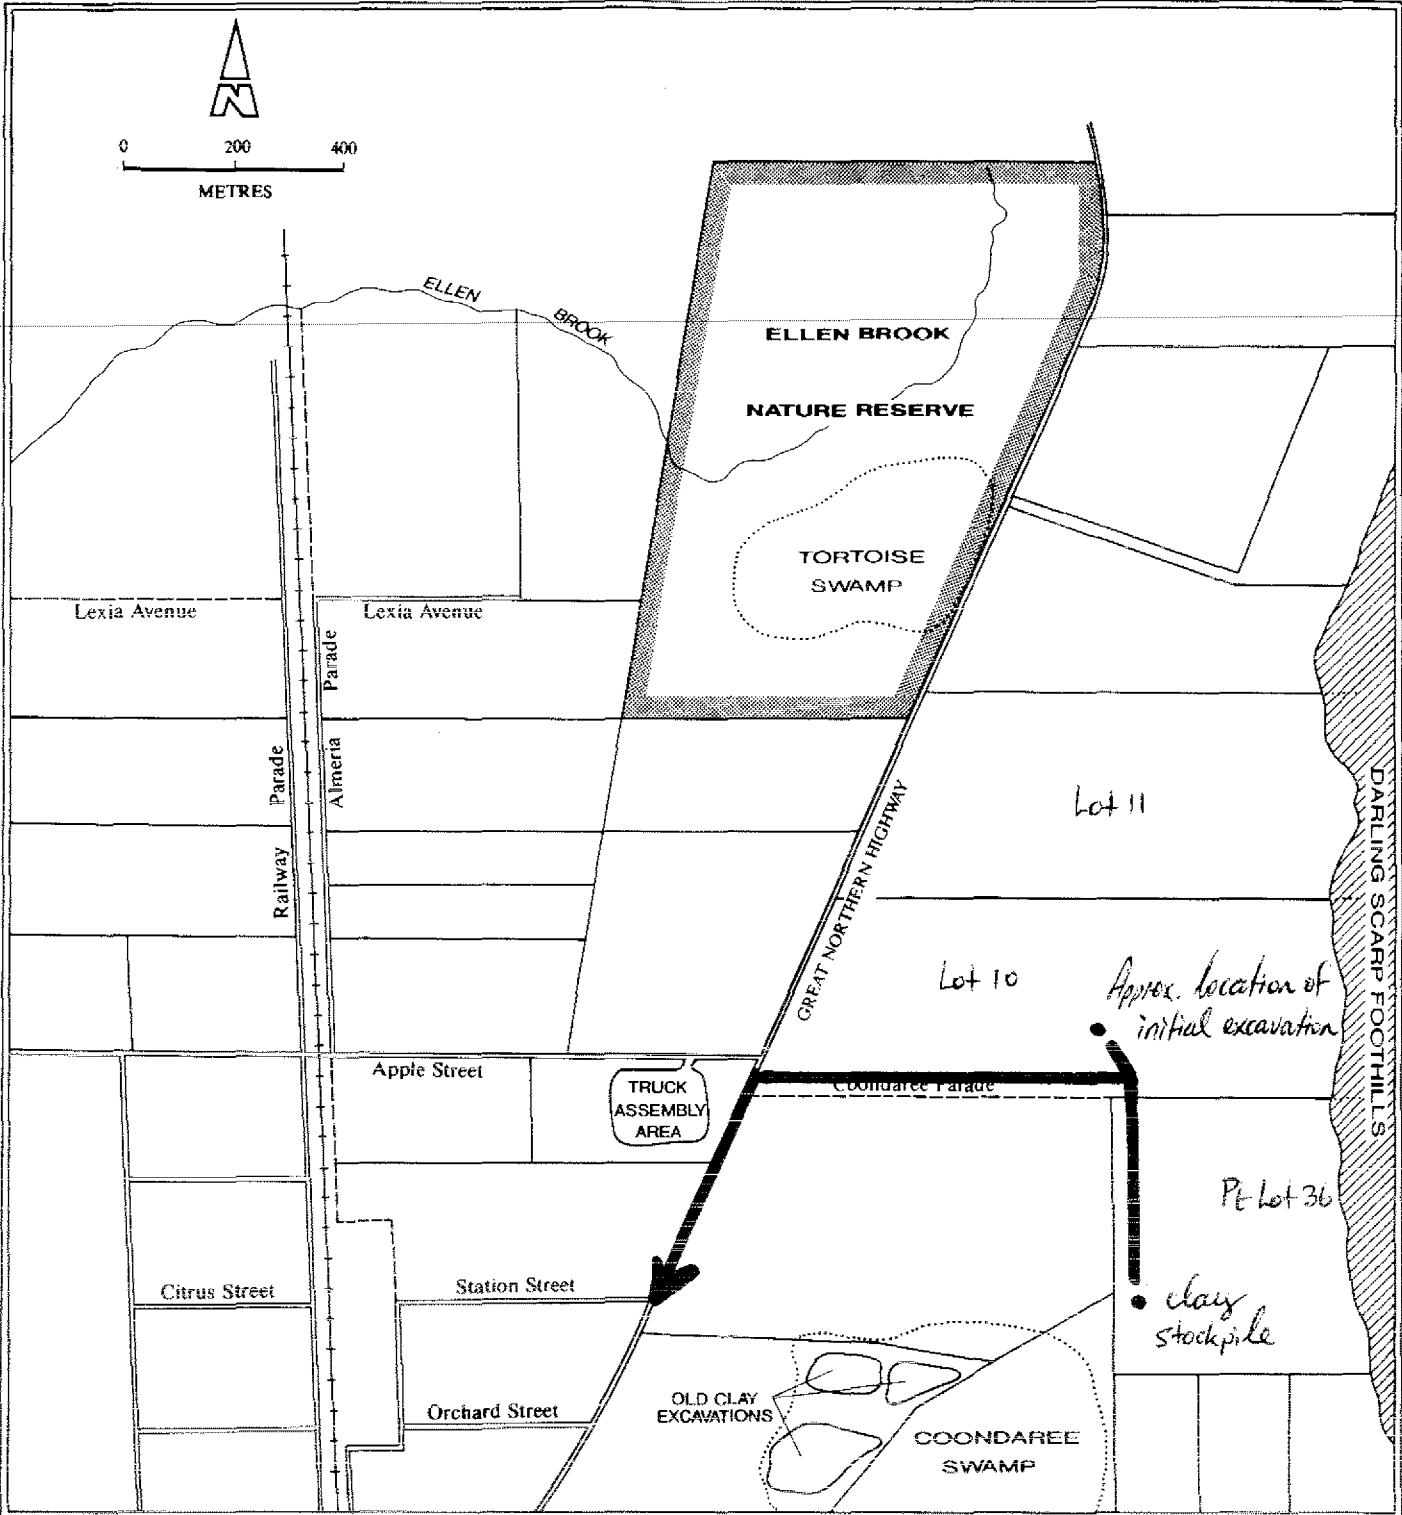 N
0 200 400
METRES
ELLEN
BROOK
ELLEN BROOK
NATURE RESERVE
TORTOISE
SWAMP
Lexia Avenue
Lexia Avenue
Parade
Almeria
Parade
Railway
GREAT NORTHERN HIGHWAY
Lot 11
DARLING SCARP FOOTHILLS
Lot 10
Approx. location of
initial excavation
Apple Street
TRUCK
ASSEMBLY
AREA
Coondaree Parade
Pt Lot 36
Citrus Street
Station Street
clay
stockpile
OLD CLAY
EXCAVATIONS
Orchard Street
COONDAREE
SWAMP